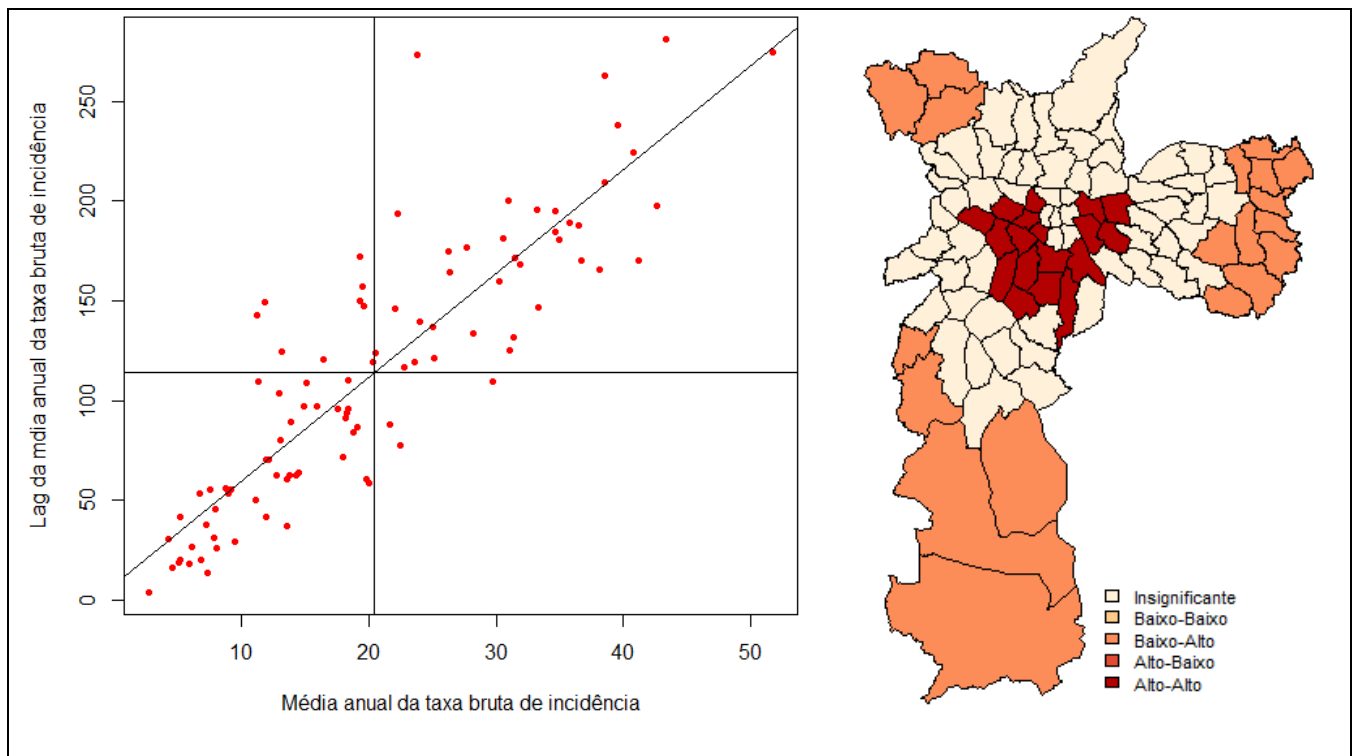 Lag da mdia anual da taxa bruta de incidência
250
200
150
100
50
0
10 20 30 40 50
Média anual da taxa bruta de incidência
Insignificante
Baixo-Baixo
Baixo-Alto
Alto-Baixo
Alto-Alto